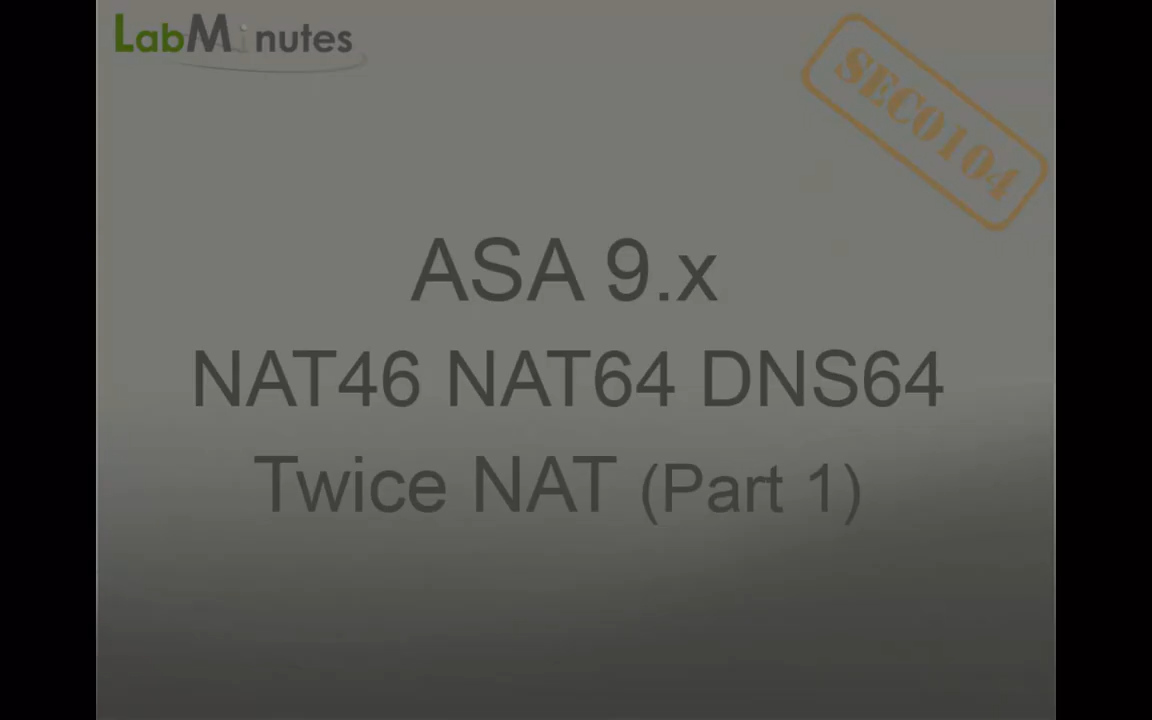 LabMinutes
SEC0104
ASA 9.x
NAT46 NAT64 DNS64
Twice NAT (Part 1)